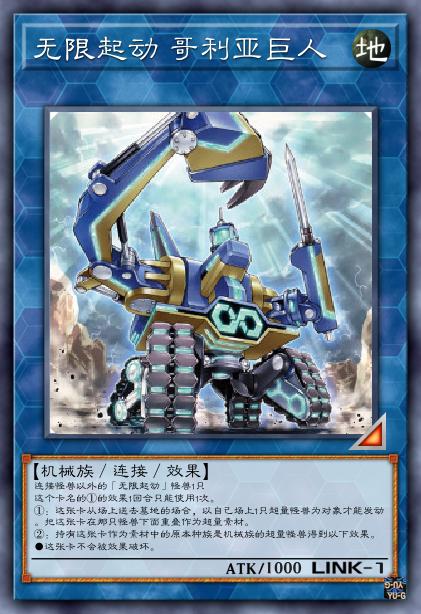 无限起动 哥利亚巨人
地
【机械族／连接／效果】
连接怪兽以外的「无限起动」怪兽1只
这个卡名的①的效果1回合只能使用1次。
①：这张卡从场上送去墓地的场合，以自己场上1只超量怪兽为对象才能发动
。把这张卡在那只怪兽下面重叠作为超量素材。
②：持有这张卡作为素材中的原本种族是机械族的超量怪兽得到以下效果。
●这张卡不会被效果破坏。
ATK/1000 LINK-1